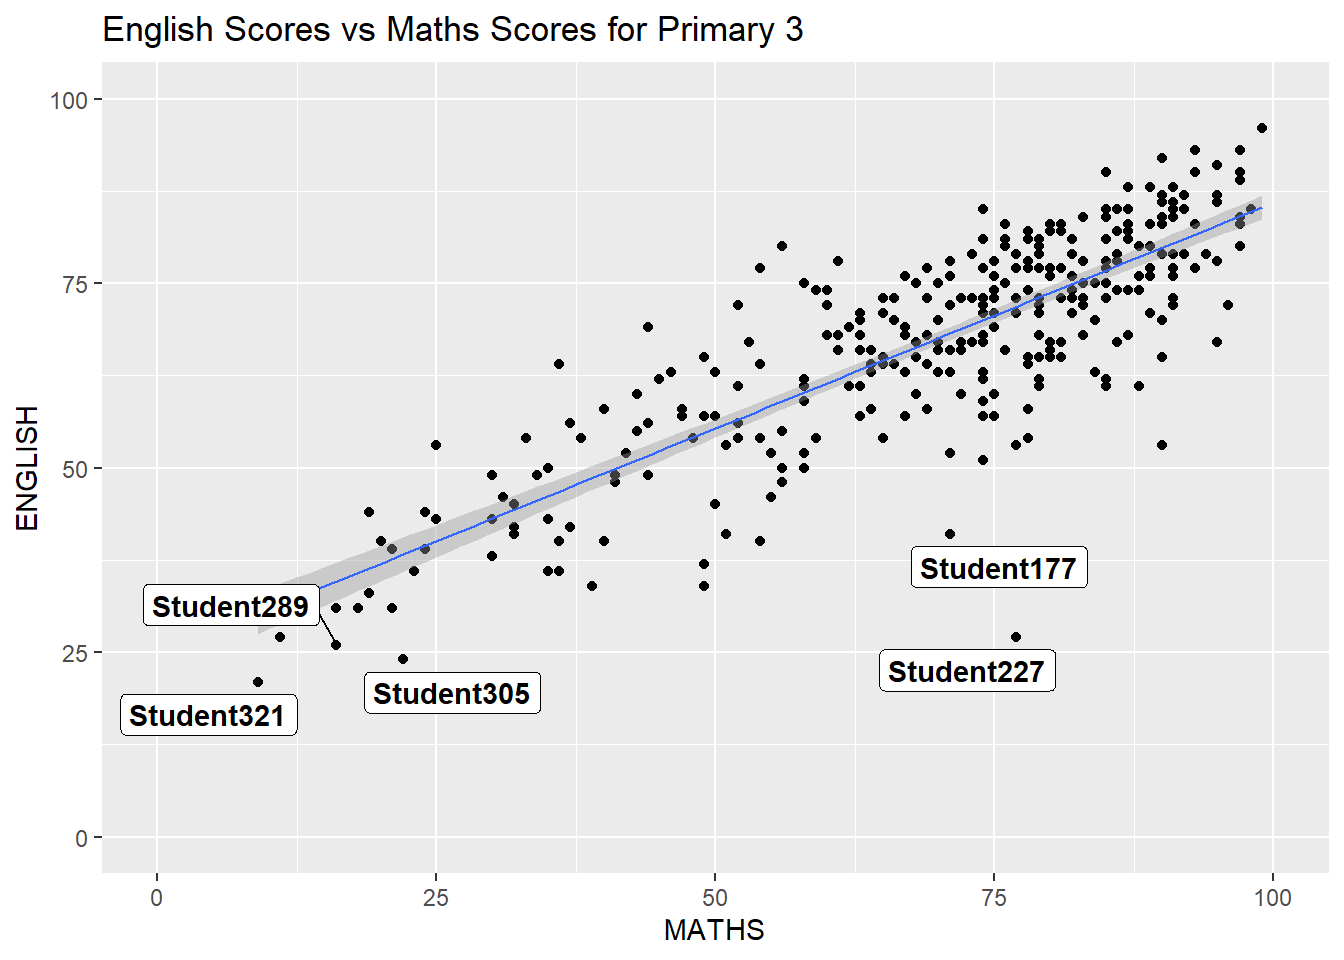 English Scores vs Maths Scores for Primary 3
ENGLISH
100
75
50
25
0
Student289
Student177
Student227
Student305
Student321
0 25 50 75 100
MATHS